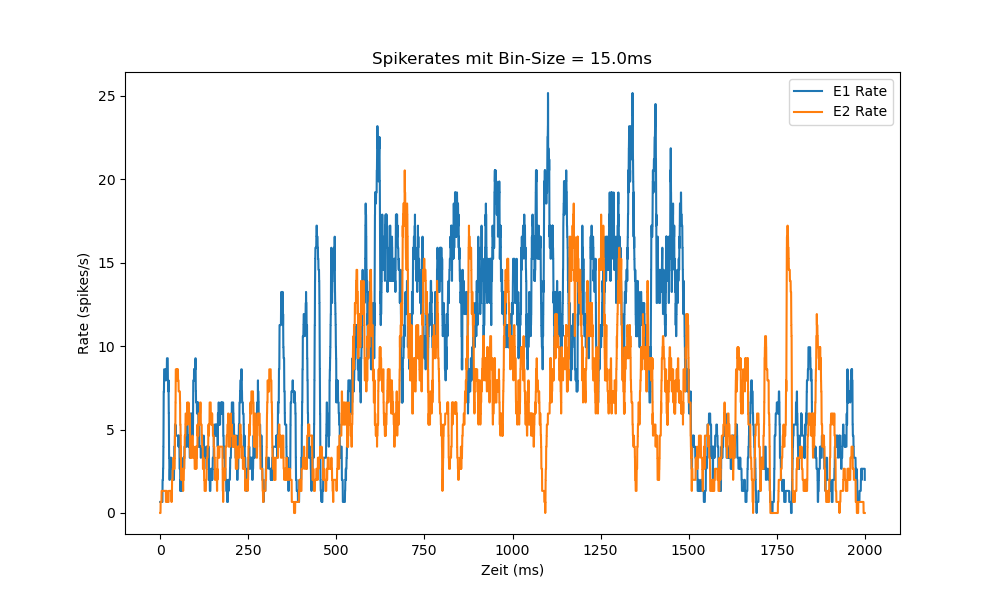 Spikerates mit Bin-Size = 15.0ms
E1 Rate
E2 Rate
25
20
15
10
5
0
Rate (spikes/s)
0 250 500 750 1000 1250 1500 1750 2000
Zeit (ms)